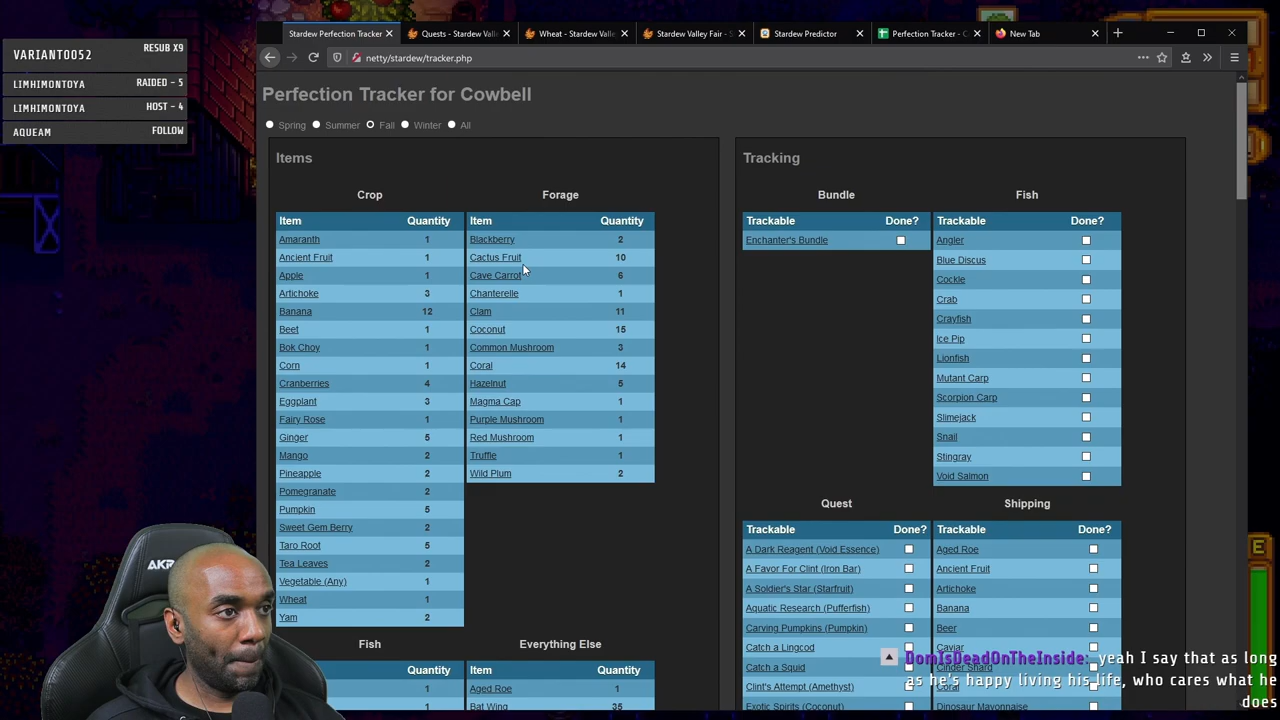 VARIANT0052 RESUB X9
LIMHIMONTOYA RAIDED - 5
LIMHIMONTOYA HOST - 4
AQUEAM FOLLOW
Stardew Perfection Tracker
Quests - Stardew Vall
Wheat - Stardew Valle
Stardew Valley Fair - S
Stardew Predictor
Perfection Tracker - C
New Tab
netty/stardew/tracker.php
Perfection Tracker for Cowbell
Spring Summer Fall Winter All
Items
Crop
Item Quantity
Amaranth 1
Ancient Fruit 1
Apple 1
Artichoke 3
Banana 12
Beet 1
Bok Choy 1
Corn 1
Cranberries 4
Eggplant 3
Fairy Rose 1
Ginger 5
Mango 2
Pineapple 2
Pomegranate 2
Pumpkin 5
Sweet Gem Berry 2
Taro Root 5
Tea Leaves 2
Vegetable (Any) 1
Wheat 1
Yam 2
Forage
Item Quantity
Blackberry 2
Cactus Fruit 10
Cave Carrot 6
Chanterelle 1
Clam 11
Coconut 15
Common Mushroom 3
Coral 14
Hazelnut 5
Magma Cap 1
Purple Mushroom 1
Red Mushroom 1
Truffle 1
Wild Plum 2
Fish
Quantity
1
1
Everything Else
Item Quantity
Aged Roe 1
Bat Wing 35
Tracking
Bundle
Trackable Done?
Enchanter's Bundle
Fish
Trackable Done?
Angler
Blue Discus
Cockle
Crab
Crayfish
Ice Pip
Lionfish
Mutant Carp
Scorpion Carp
Slimejack
Snail
Stingray
Void Salmon
Quest
Trackable Done?
A Dark Reagent (Void Essence)
A Favor For Clint (Iron Bar)
A Soldier's Star (Starfruit)
Aquatic Research (Pufferfish)
Carving Pumpkins (Pumpkin)
Catch a Lingcod
Catch a Squid
Clint's Attempt (Amethyst)
Exotic Spirits (Coconut)
Shipping
Trackable Done?
Aged Roe
Ancient Fruit
Artichoke
Banana
Beer
Caviar
Cinder Shard
Coral
Dinosaur Mayonnaise
DomIsDeadOnTheInside: yeah I say that as long
as he's happy living his life, who cares what he
does
AKR
E